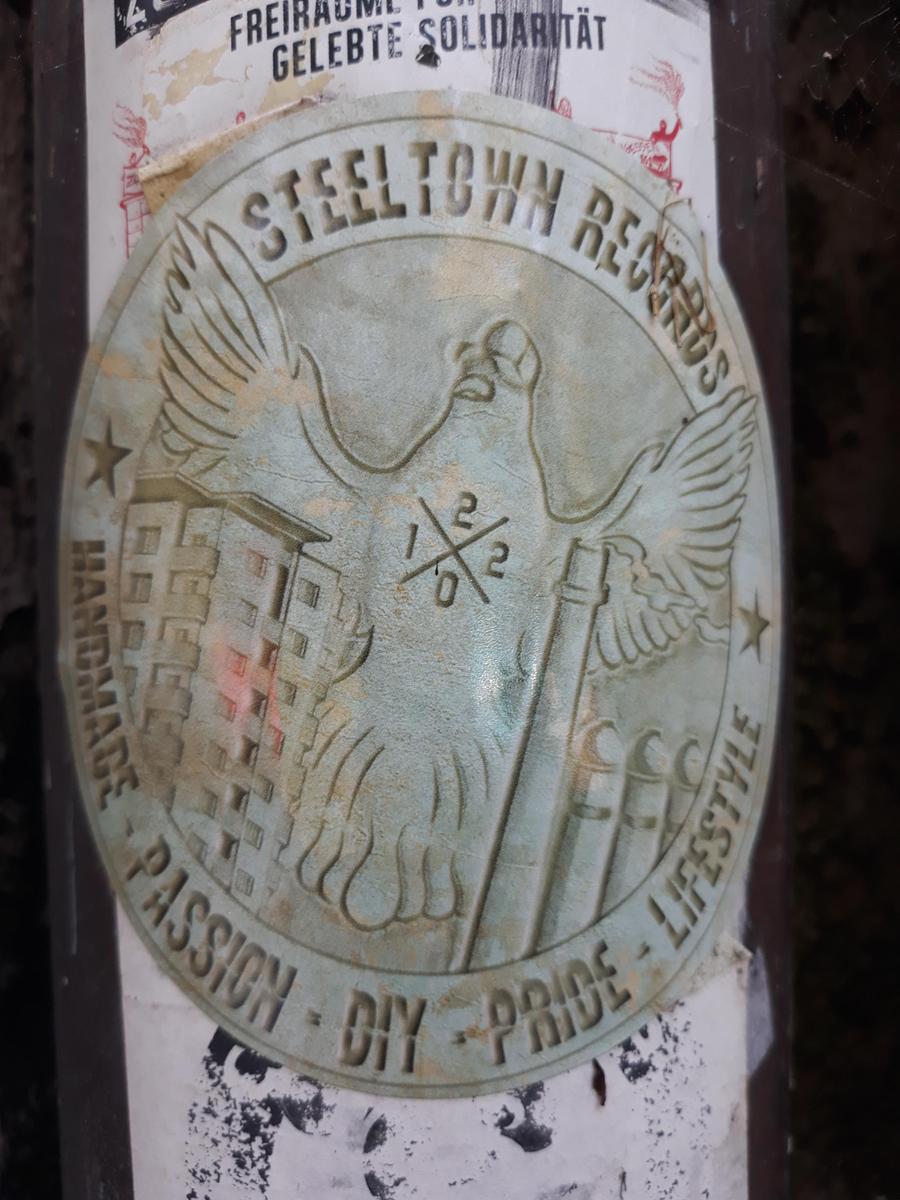 FREIRÄUME FÜR
GELEBTE SOLIDARITÄT
STEELTOWN RECORDS
2
1 2
0
HANDMADE - PASSION - DIY - PRIDE - LIFESTYLE